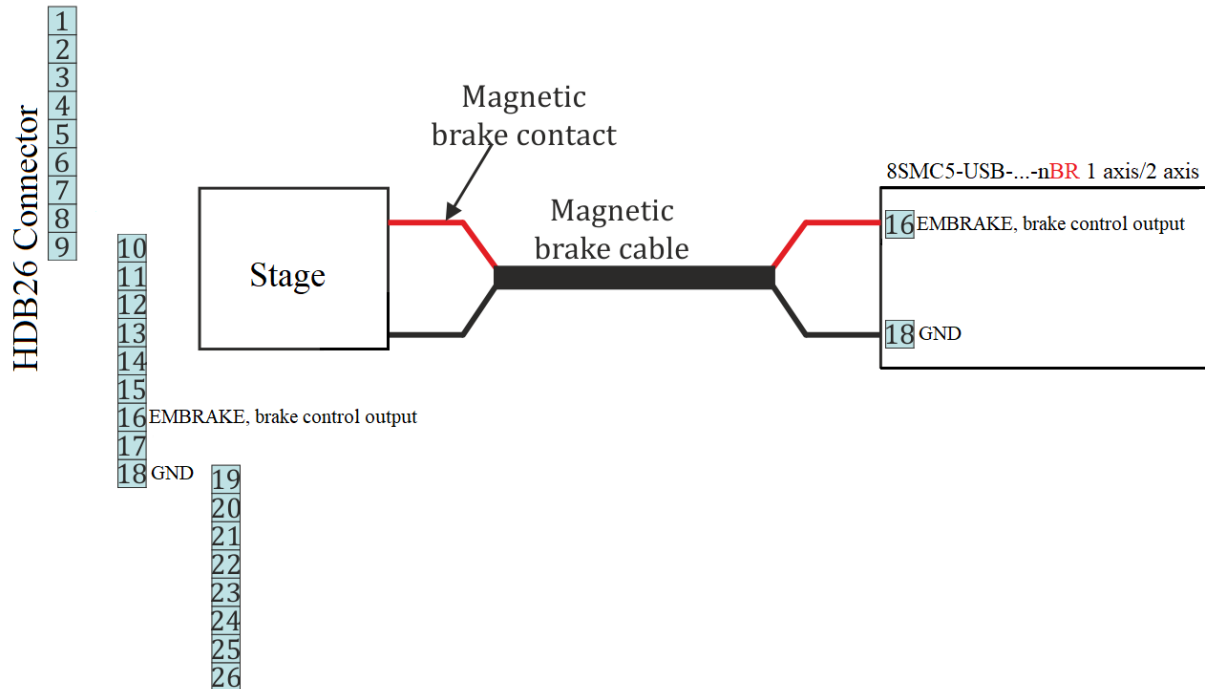 HDB26 Connector
1
2
3
4
5
6
7
8
9
10
11
12
13
14
15
16 EMBRAKE, brake control output
17
18 GND
19
20
21
22
23
24
25
26
Stage
Magnetic
brake contact
Magnetic
brake cable
8SMC5-USB-...-nBR 1 axis/2 axis
16 EMBRAKE, brake control output
18 GND